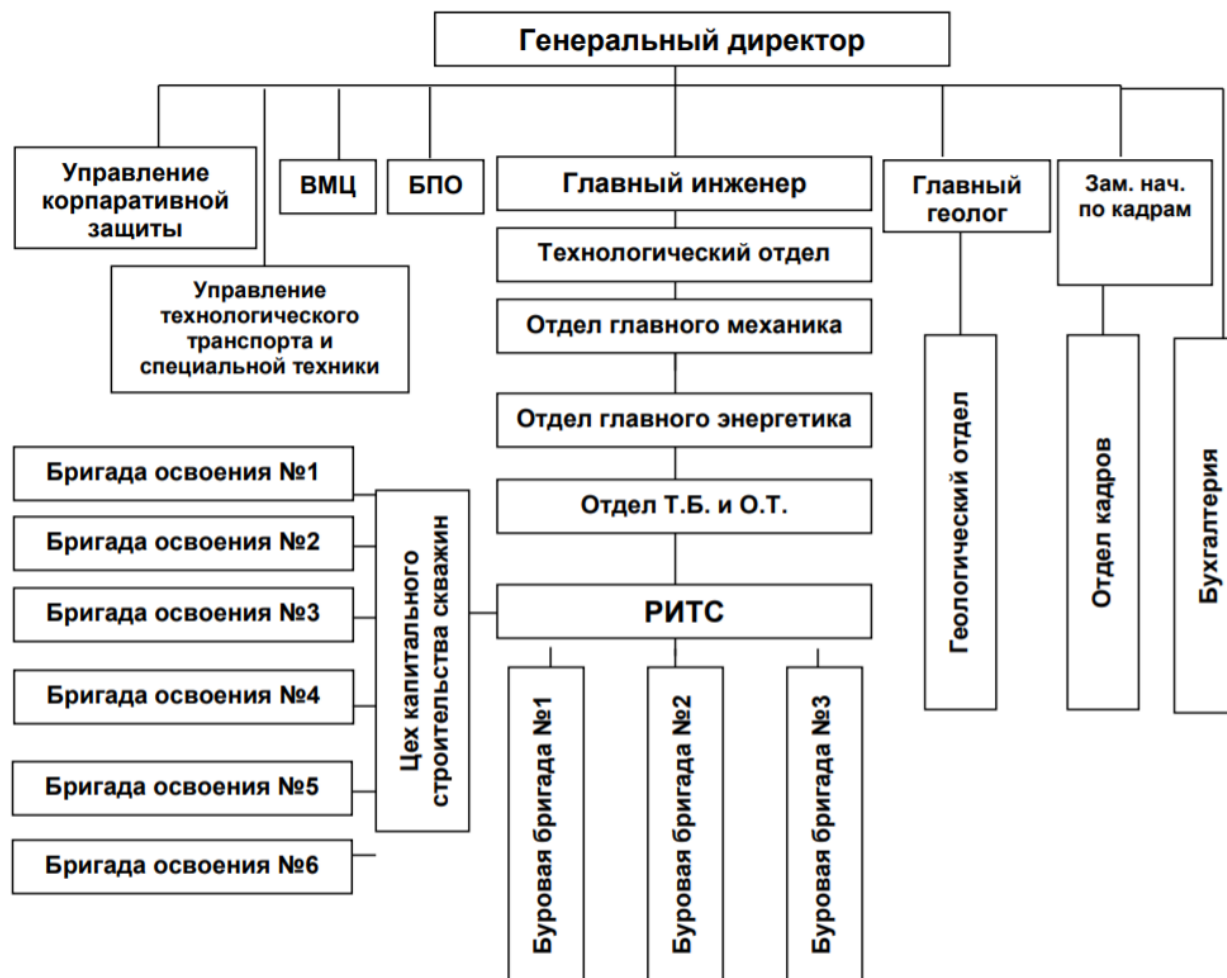 Генеральный директор
Управление
корпаративной
защиты
ВМЦ
БПО
Главный инженер
Главный
геолог
Зам. нач.
по кадрам
Технологический отдел
Управление
технологического
транспорта и
специальной техники
Отдел главного механика
Отдел главного энергетика
Отдел Т.Б. и О.Т.
РИТС
Геологический отдел
Отдел кадров
Бухгалтерия
Бригада освоения №1
Бригада освоения №2
Бригада освоения №3
Бригада освоения №4
Бригада освоения №5
Бригада освоения №6
Цех капитального
строительства скважин
Буровая бригада №1
Буровая бригада №2
Буровая бригада №3